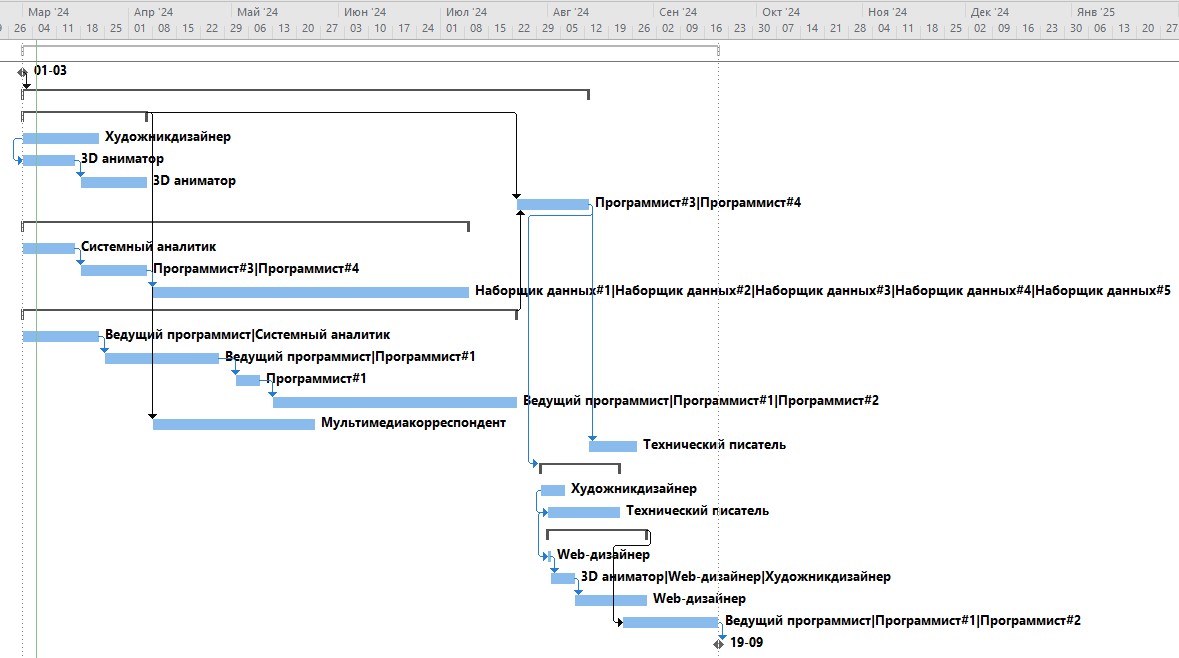 Мар '24 Апр '24 Май '24 Июн '24 Июл '24 Авг '24 Сен '24 Окт '24 Ноя '24 Дек '24 Янв '25
26 04 11 18 25 01 08 15 22 29 06 13 20 27 03 10 17 24 01 08 15 22 29 05 12 19 26 02 09 16 23 30 07 14 21 28 04 11 18 25 02 09 16 23 30 06 13 20 27
01-03
Художникдизайнер
3D аниматор
3D аниматор
Программист#3|Программист#4
Системный аналитик
Программист#3|Программист#4
Наборщик данных#1|Наборщик данных#2|Наборщик данных#3|Наборщик данных#4|Наборщик данных#5
Ведущий программист|Системный аналитик
Ведущий программист|Программист#1
Программист#1
Ведущий программист|Программист#1|Программист#2
Мультимедиакорреспондент
Технический писатель
Художникдизайнер
Технический писатель
Web-дизайнер
3D аниматор|Web-дизайнер|Художникдизайнер
Web-дизайнер
Ведущий программист|Программист#1|Программист#2
19-09